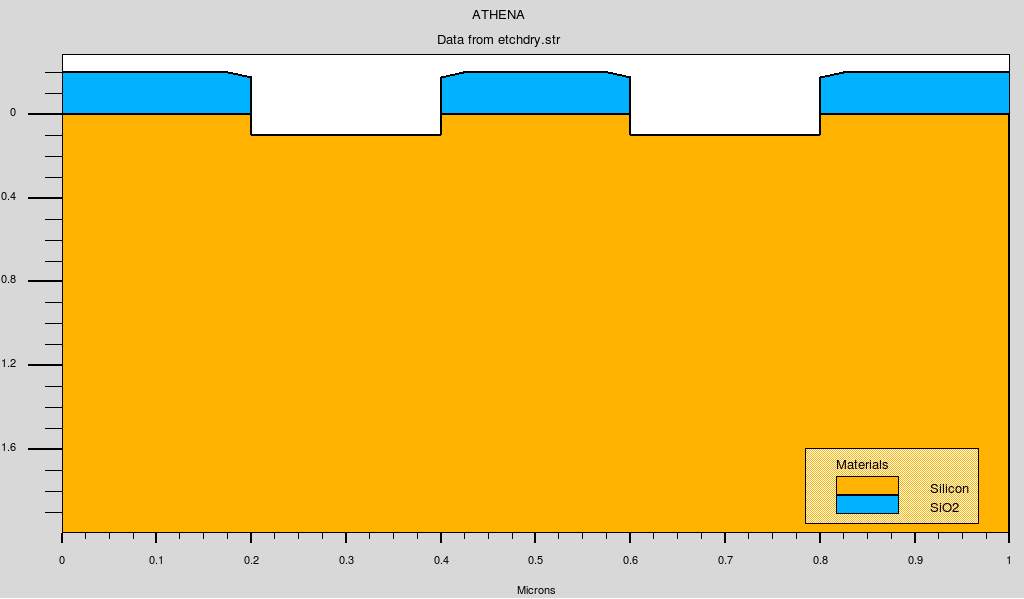 ATHENA
Data from etchdry.str
0
0.4
0.8
1.2
1.6
Materials
Silicon
SiO2
0 0.1 0.2 0.3 0.4 0.5 0.6 0.7 0.8 0.9 1
Microns